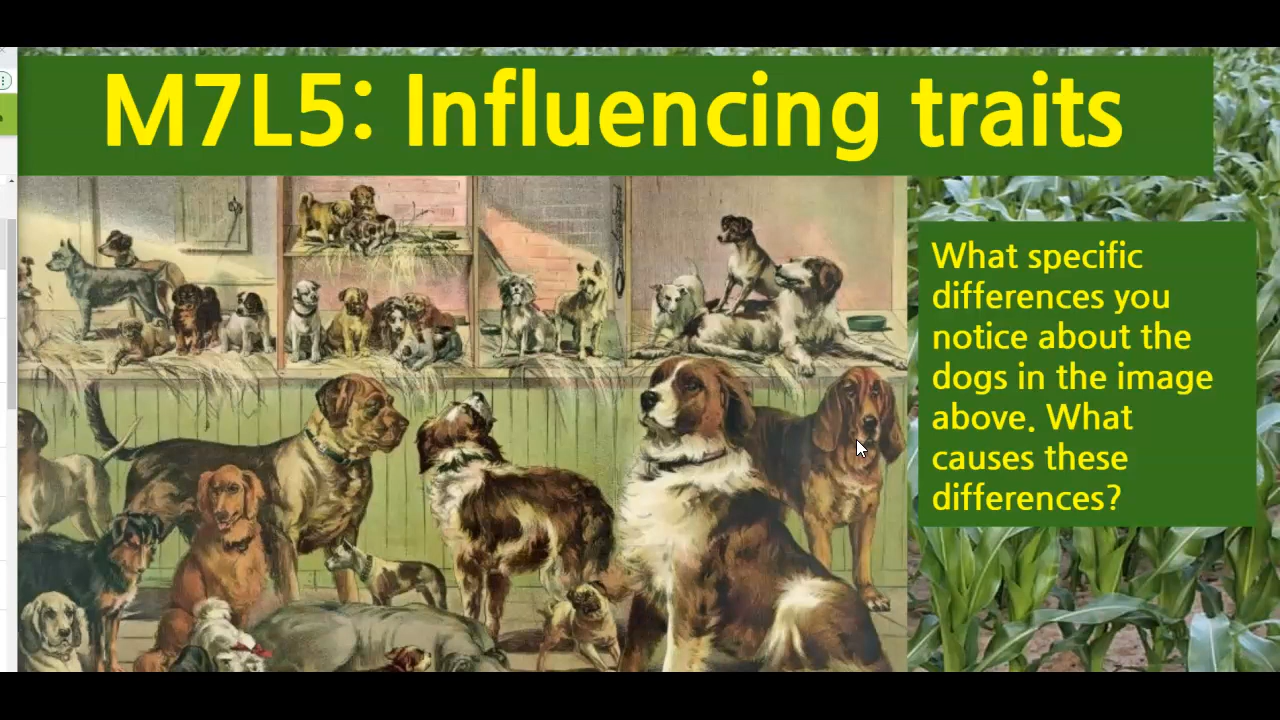 M7L5: Influencing traits
What specific
differences you
notice about the
dogs in the image
above. What
causes these
differences?